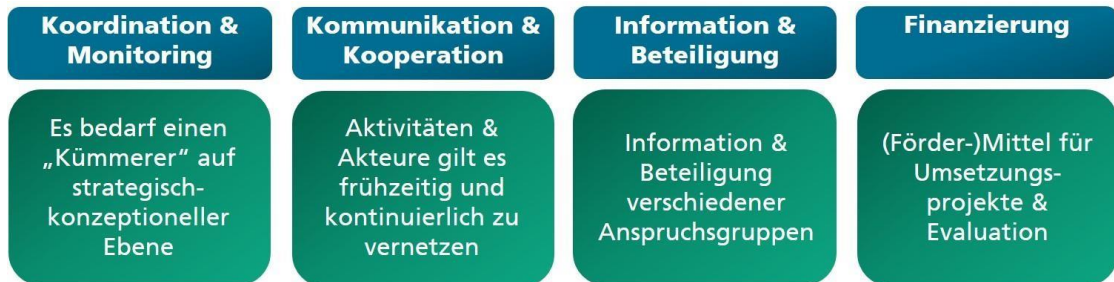 Koordination &
Monitoring
Es bedarf einen
„Kümmerer“ auf
strategisch-
konzeptioneller
Ebene
Kommunikation &
Kooperation
Aktivitäten &
Akteure gilt es
frühzeitig und
kontinuierlich zu
vernetzen
Information &
Beteiligung
Information &
Beteiligung
verschiedener
Anspruchsgruppen
Finanzierung
(Förder-)Mittel für
Umsetzungs-
projekte &
Evaluation